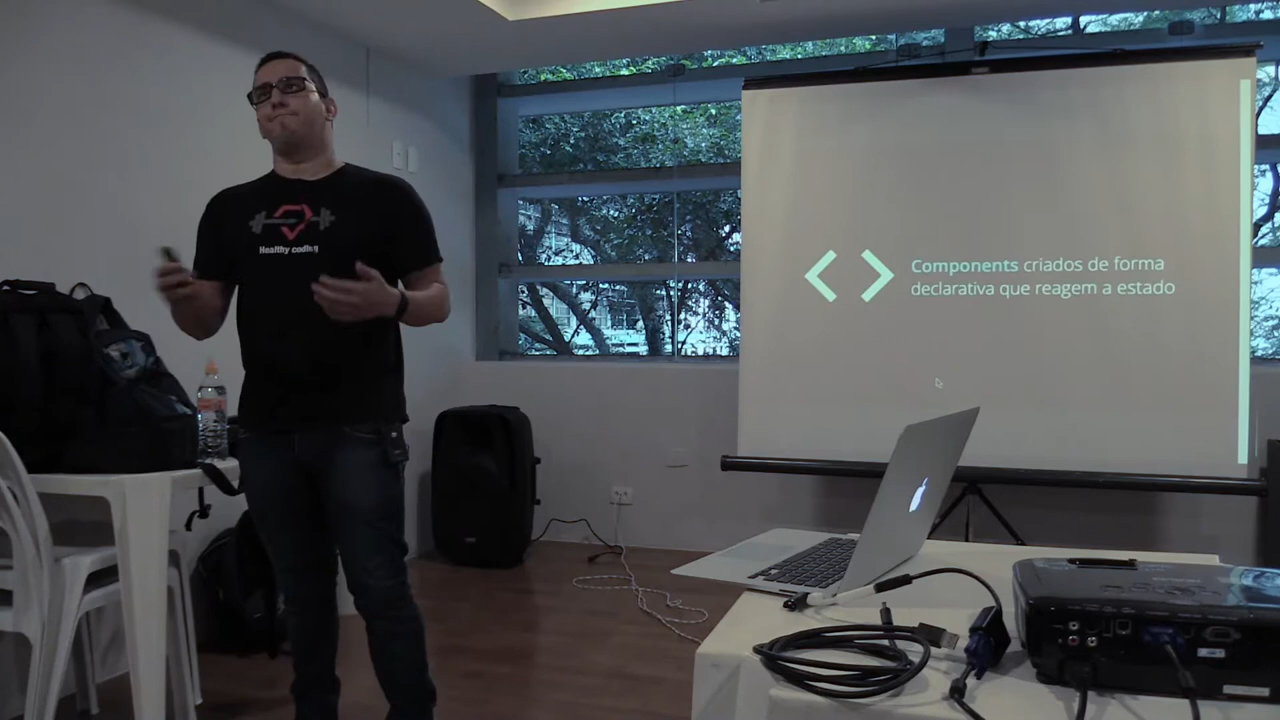 Healthy coding
Components criados de forma
declarativa que reagem a estado